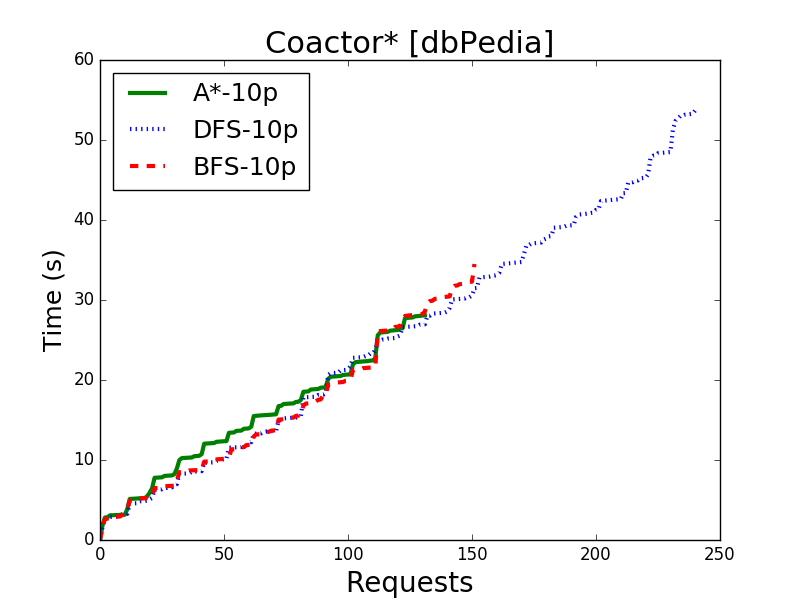 Coactor* [dbPedia]
60
50
40
30
20
10
0
Time (s)
A*-10p
DFS-10p
BFS-10p
0 50 100 150 200 250
Requests